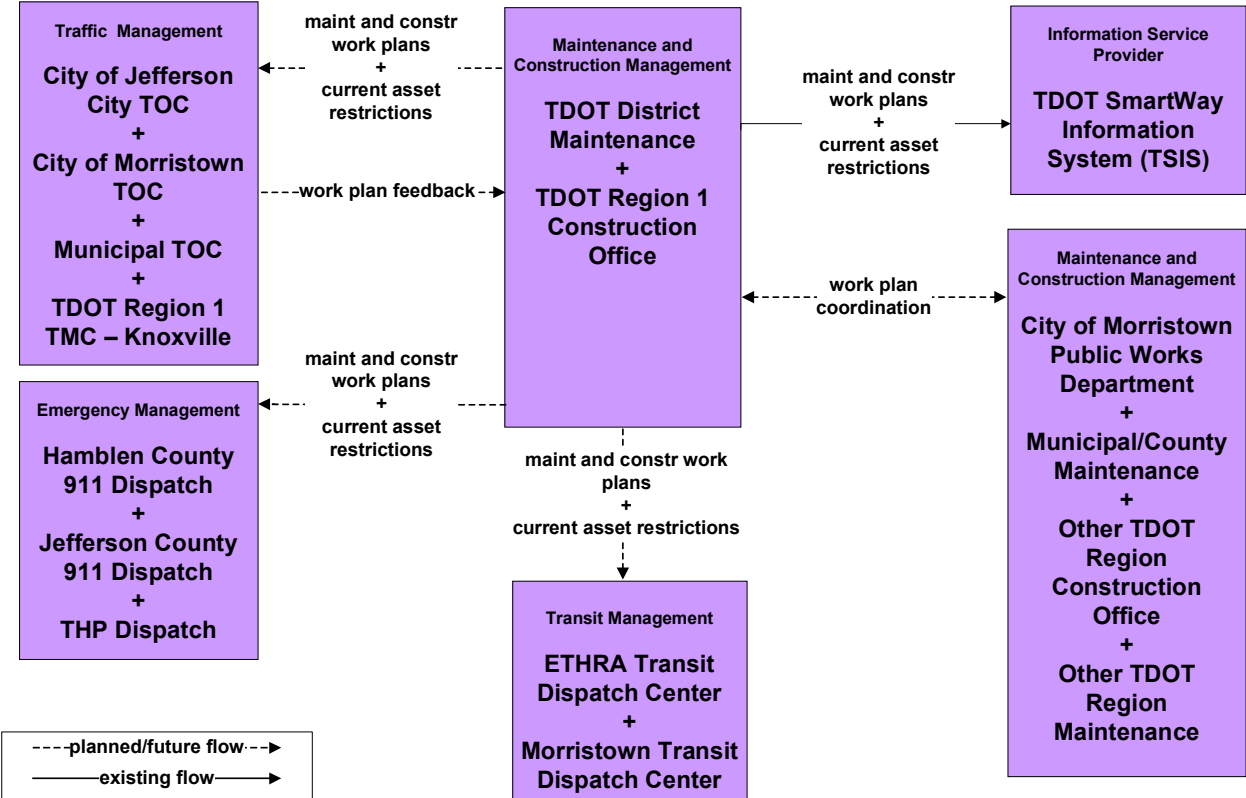 Traffic Management
City of Jefferson
City TOC
+
City of Morristown
TOC
+
Municipal TOC
+
TDOT Region 1
TMC – Knoxville
maint and constr
work plans
+
current asset
restrictions
work plan feedback
Maintenance and
Construction Management
TDOT District
Maintenance
+
TDOT Region 1
Construction
Office
maint and constr
work plans
+
current asset
restrictions
Information Service
Provider
TDOT SmartWay
Information
System (TSIS)
work plan
coordination
Maintenance and
Construction Management
City of Morristown
Public Works
Department
+
Municipal/County
Maintenance
+
Other TDOT
Region
Construction
Office
+
Other TDOT
Region
Maintenance
maint and constr
work plans
+
current asset
restrictions
Emergency Management
Hamblen County
911 Dispatch
+
Jefferson County
911 Dispatch
+
THP Dispatch
maint and constr work
plans
+
current asset restrictions
Transit Management
ETHRA Transit
Dispatch Center
+
Morristown Transit
Dispatch Center
planned/future flow
existing flow